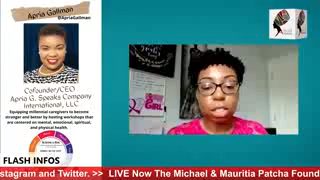 Apria Gallman
@ApriaGallman
Cofounder/CEO
Apria G. Speaks Company
International, LLC
Equipping millennial caregivers to become
stronger and better by hosting workshops that
are centered on mental, emotional, spiritual,
and physical health.
FLASH INFOS
GIRL
stagram and Twitter. >> LIVE Now The Michael & Mauritia Patcha Found